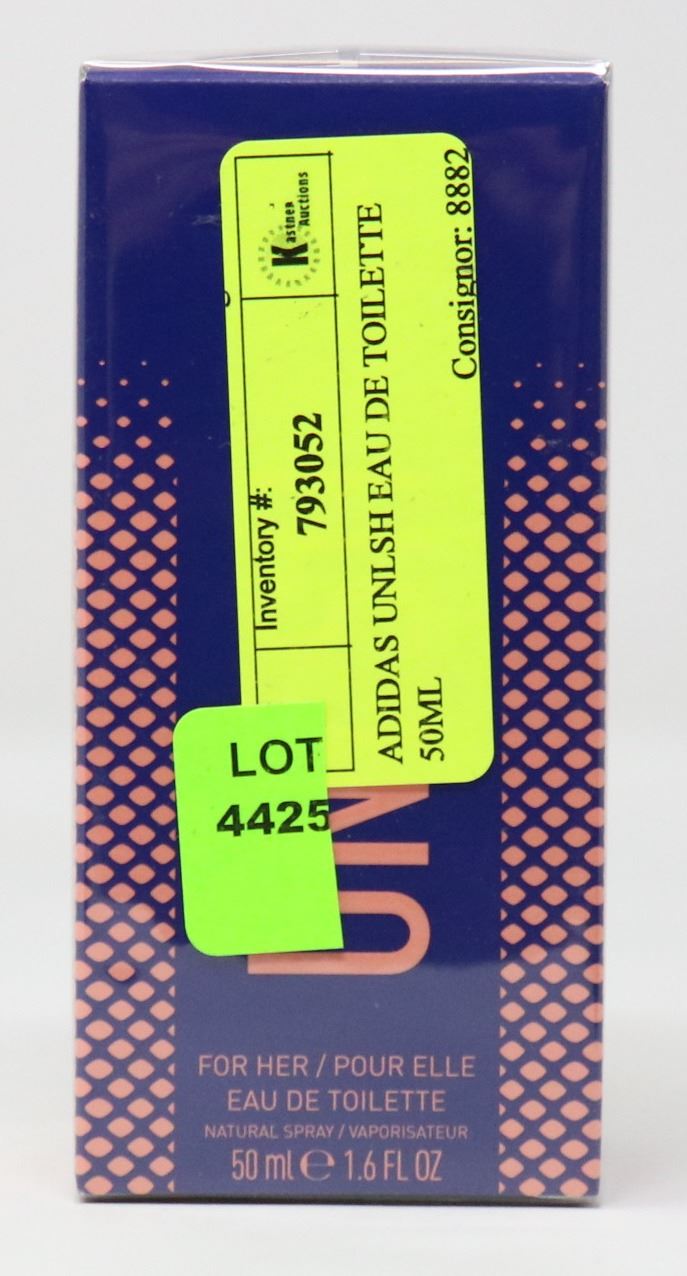 Kastner
Auctions
Inventory #:
793052
ADIDAS UNLSH EAU DE TOILETTE
50ML
Consignor: 8882
LOT
4425
UN
FOR HER / POUR ELLE
EAU DE TOILETTE
NATURAL SPRAY / VAPORISATEUR
50 ml e 1.6 FL OZ